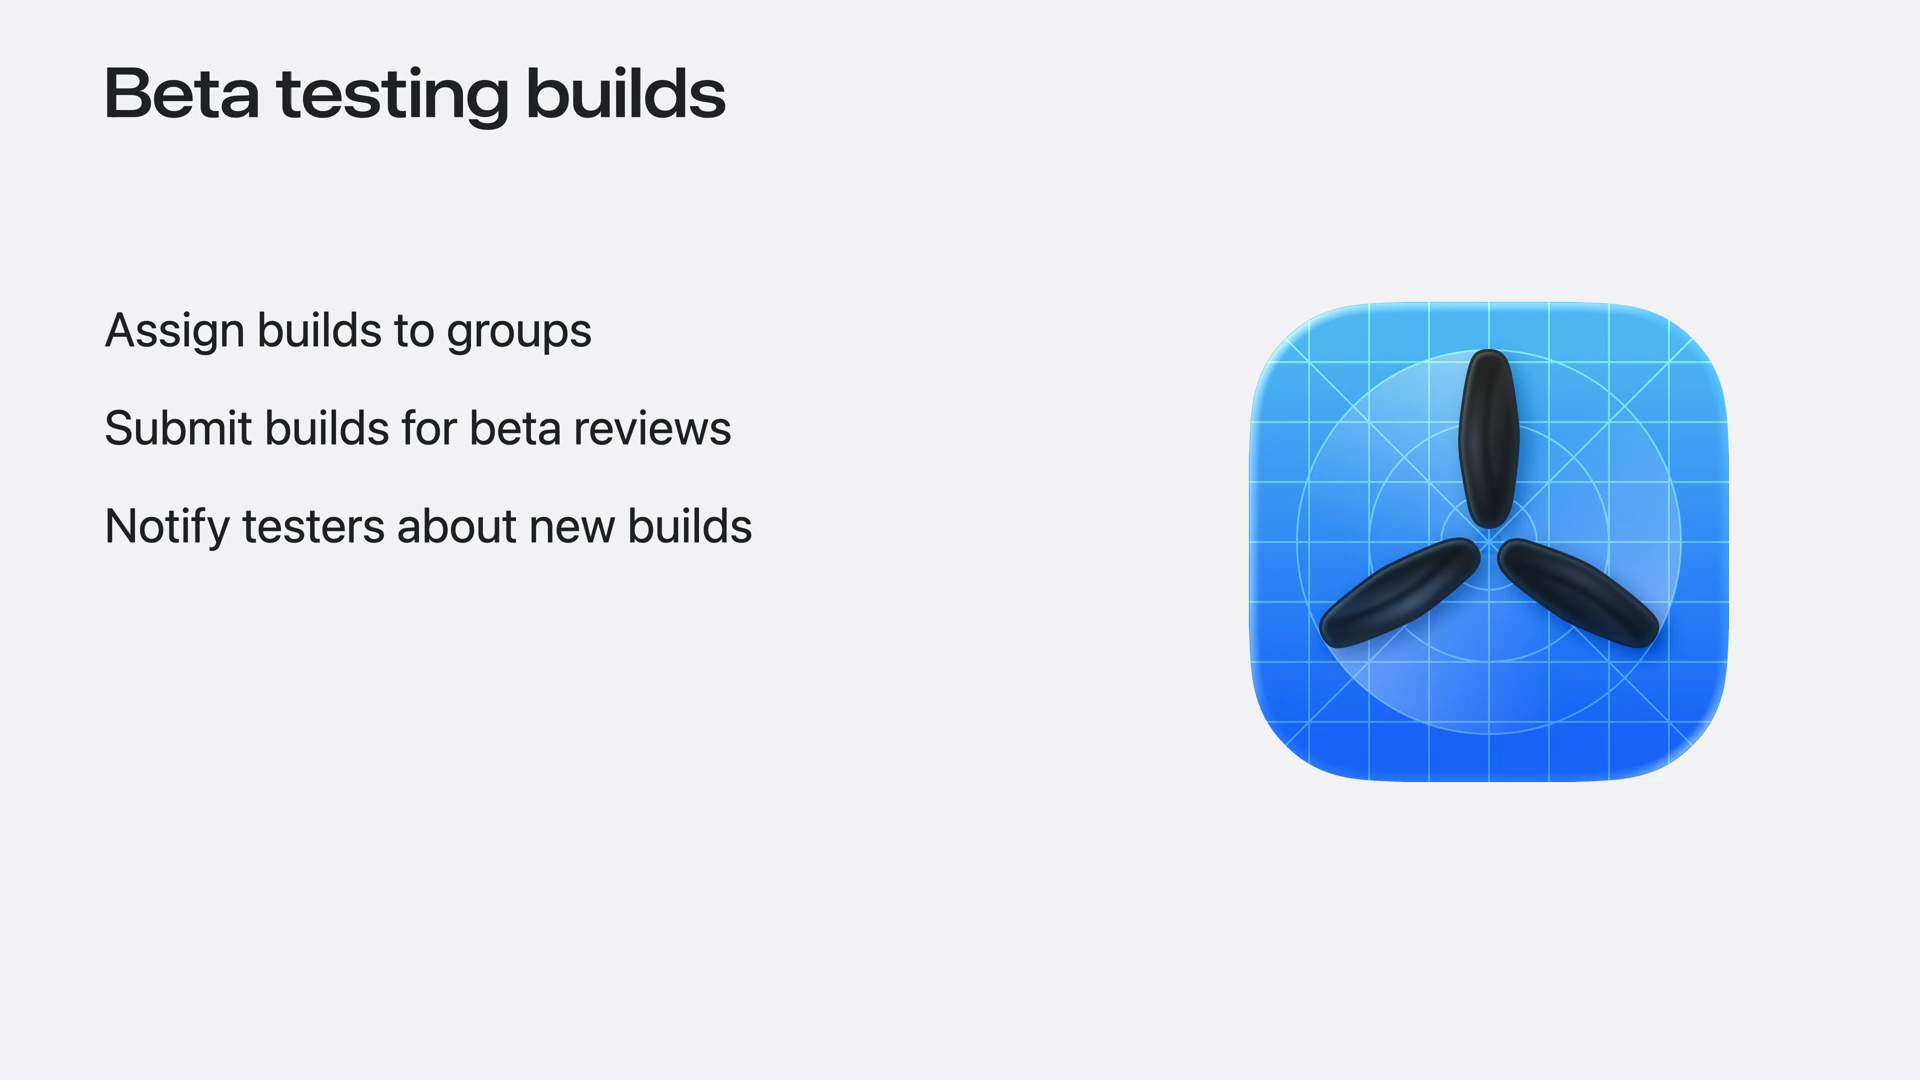 Beta testing builds
Assign builds to groups
Submit builds for beta reviews
Notify testers about new builds